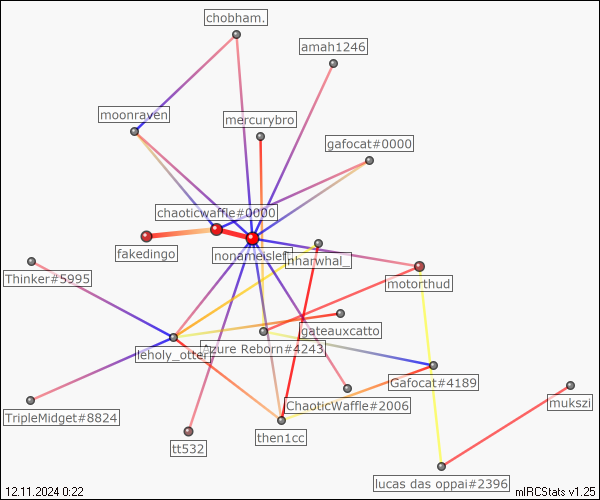 chobham.
amah1246
moonraven
mercurybro
gafocat#0000
chaoticwaffle#0000
fakedingo
nonameisleft
nharwhal_
Thinker#5995
motorthud
gateauxcatto
leholy_otter
Azure Reborn#4243
Gafocat#4189
ChaoticWaffle#2006
mukszi
TripleMidget#8824
tt532
then1cc
lucas das oppai#2396
12.11.2024 0:22
mIRCStats v1.25